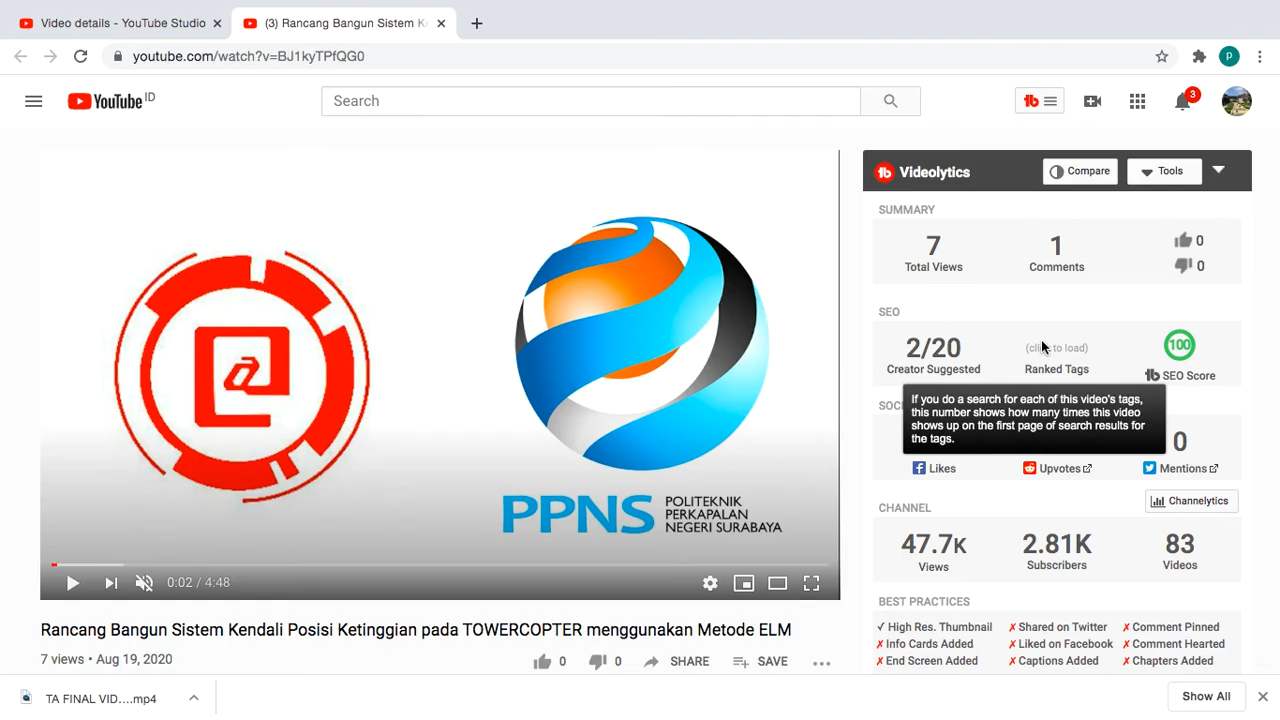 Video details - YouTube Studio
(3) Rancang Bangun Sistem K
youtube.com/watch?v=BJ1kyTPfQG0
P
YouTube ID
Search
tb
3
tb Videolytics
Compare
Tools
SUMMARY
7
Total Views
1
Comments
0
0
SEO
2/20
Creator Suggested
(click to load)
Ranked Tags
100
tb SEO Score
If you do a search for each of this video's tags,
this number shows how many times this video
shows up on the first page of search results for
the tags.
SOC
0
Likes
Upvotes
Mentions
CHANNEL
Channelytics
47.7K
Views
2.81K
Subscribers
83
Videos
BEST PRACTICES
✓ High Res. Thumbnail
✗ Shared on Twitter
✗ Comment Pinned
✗ Info Cards Added
✗ Liked on Facebook
✗ Comment Hearted
✗ End Screen Added
✗ Captions Added
✗ Chapters Added
a
PPNS
POLITEKNIK
PERKAPALAN
NEGERI SURABAYA
0:02 / 4:48
Rancang Bangun Sistem Kendali Posisi Ketinggian pada TOWERCOPTER menggunakan Metode ELM
7 views • Aug 19, 2020
0
0
SHARE
SAVE
TA FINAL VID....mp4
Show All